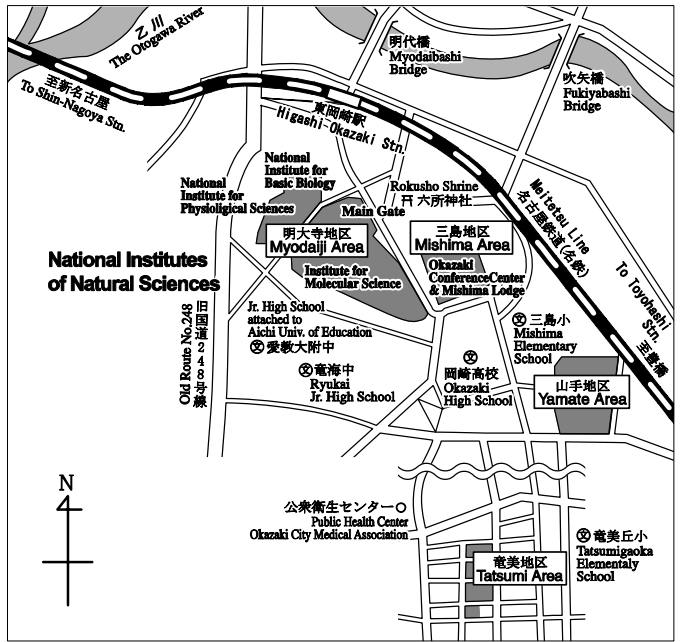 乙川
The Otogawa River
明代橋
Myodaibashi
Bridge
吹矢橋
Fukiyabashi
Bridge
至新名古屋
To Shin-Nagoya Stn.
東岡崎駅
Higashi-Okazaki Stn.
National
Institute for
Basic Biology
National
Institute for
Physioligical Sciences
Rokusho Shrine
六所神社
Main Gate
Meitetsu Line
名古屋鉄道(名鉄)
明大寺地区
Myodaiji Area
三島地区
Mishima Area
National Institutes
of Natural Sciences
Institute for
Molecular Science
Okazaki
ConferenceCenter
& Mishima Lodge
To Toyohashi
Stn.
至豊橋
Old Route No.248
旧国道248号線
Jr. High School
attached to
Aichi Univ. of Education
文 愛教大附中
文 三島小
Mishima
Elementary
School
文 竜海中
Ryukai
Jr. High School
文
岡崎高校
Okazaki
High School
山手地区
Yamate Area
N
公衆衛生センター
Public Health Center
Okazaki City Medical Association
文 竜美丘小
Tatsumigaoka
Elementaly
School
竜美地区
Tatsumi Area